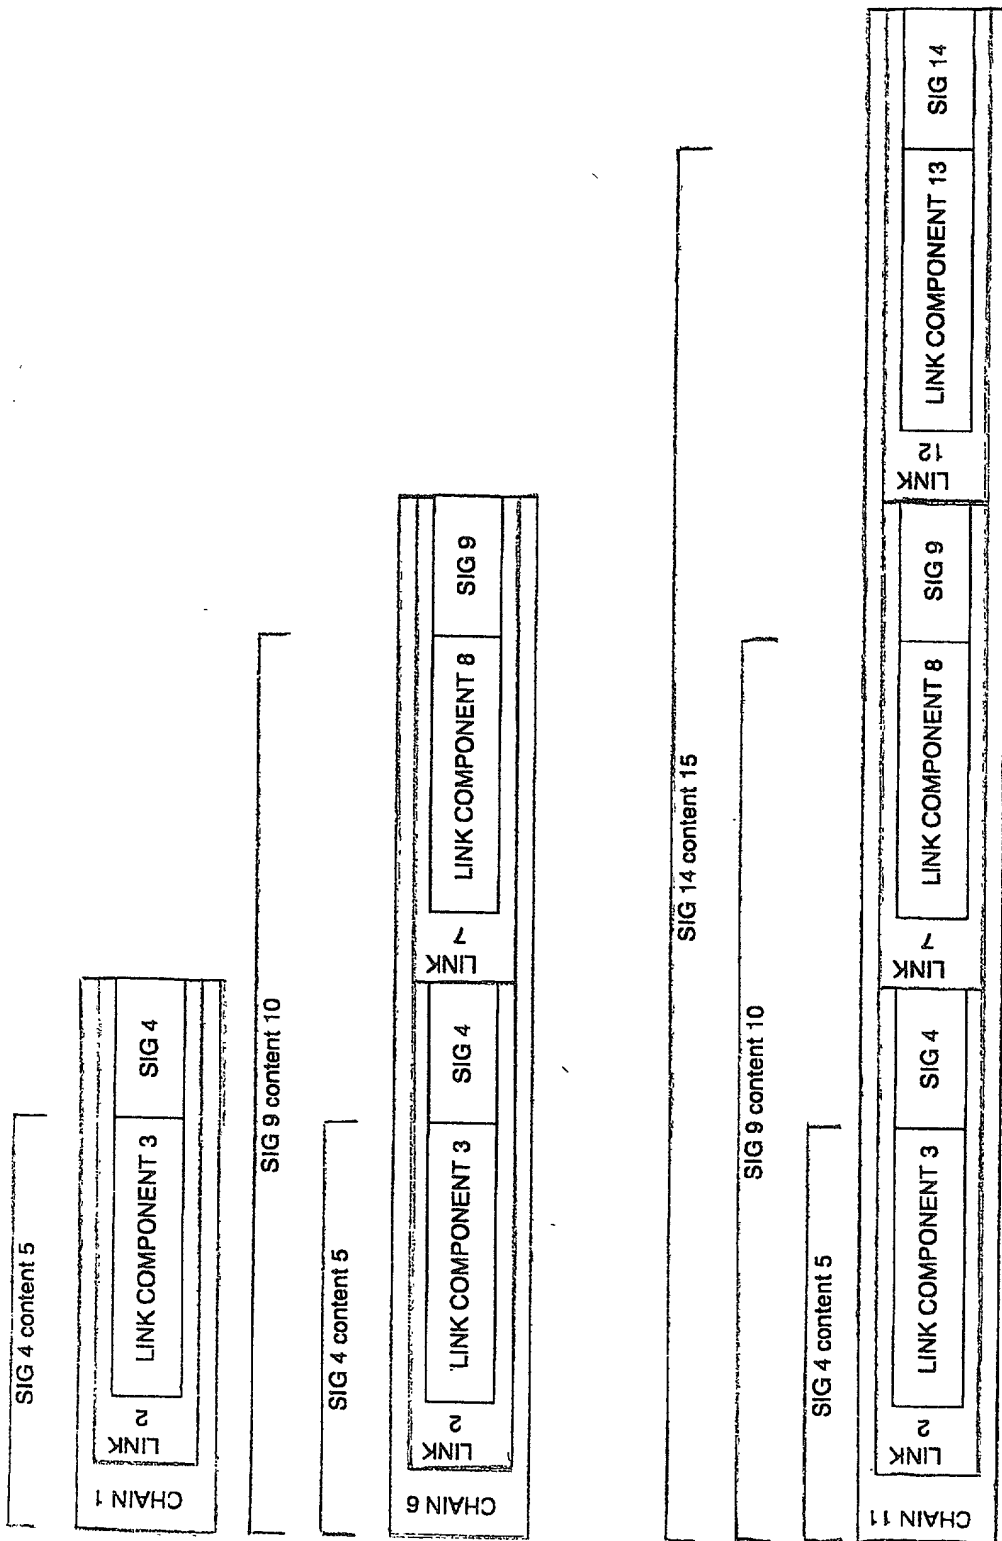 SIG 4 content 5
CHAIN 1
LINK 2
LINK COMPONENT 3
SIG 4
SIG 9 content 10
SIG 4 content 5
CHAIN 6
LINK 2
LINK COMPONENT 3
SIG 4
LINK 7
LINK COMPONENT 8
SIG 9
SIG 14 content 15
SIG 9 content 10
SIG 4 content 5
CHAIN 11
LINK 2
LINK COMPONENT 3
SIG 4
LINK 7
LINK COMPONENT 8
SIG 9
LINK 12
LINK COMPONENT 13
SIG 14